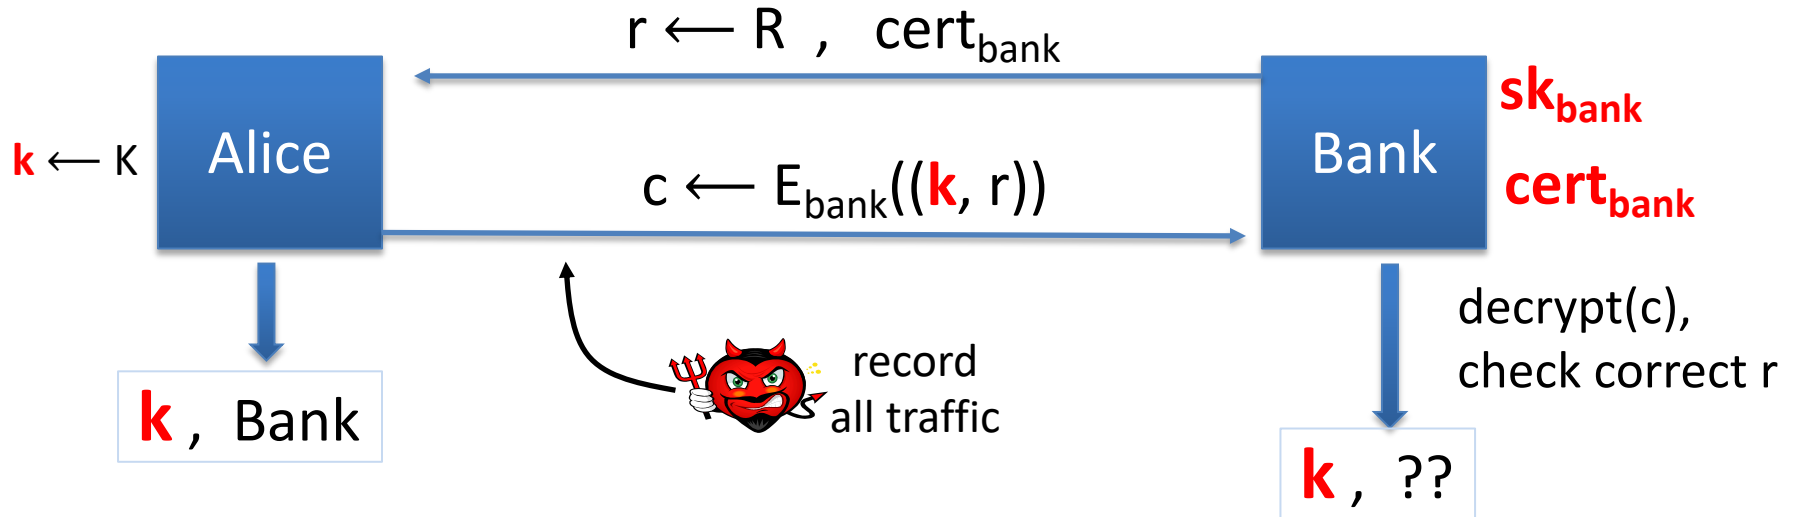 r ⟵ R , cert_bank
sk_bank
Alice
Bank
k ⟵ K
c ⟵ E_bank((k, r))
cert_bank
decrypt(c),
check correct r
record
all traffic
k , Bank
k , ??